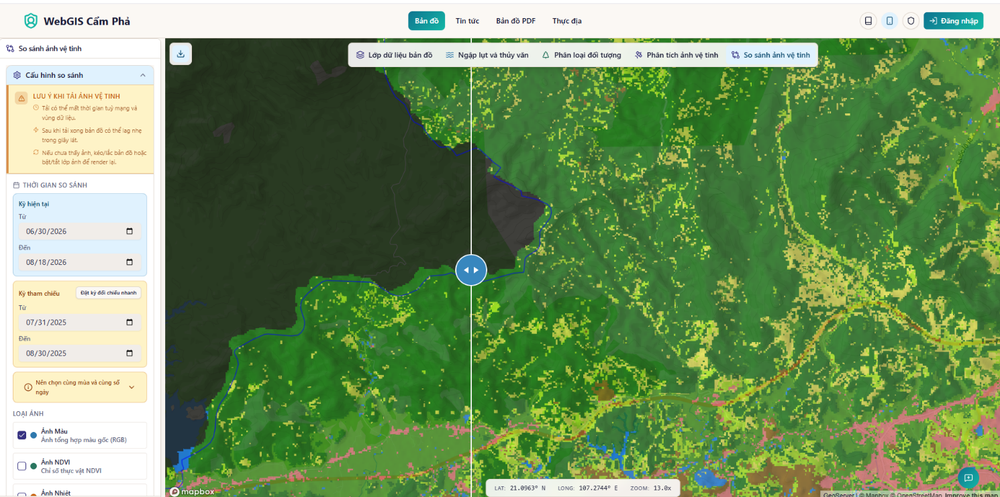 WebGIS Cẩm Phả
Bản đồ
Tin tức
Bản đồ PDF
Thực địa
Đăng nhập
So sánh ảnh vệ tinh
Lớp dữ liệu bản đồ
Ngập lụt và thủy văn
Phân loại đối tượng
Phân tích ảnh vệ tinh
So sánh ảnh vệ tinh
Cấu hình so sánh
LƯU Ý KHI TẢI ẢNH VỆ TINH
Tải có thể mất thời gian tuỳ mạng và
vùng dữ liệu.
Sau khi tải xong bản đồ có thể lag nhẹ
trong giây lát.
Nếu chưa thấy ảnh, kéo/lắc bản đồ hoặc
bật/tắt lớp ảnh để render lại.
THỜI GIAN SO SÁNH
Kỳ hiện tại
Từ
06/30/2026
Đến
08/18/2026
Kỳ tham chiếu
Đặt kỳ đối chiếu nhanh
Từ
07/31/2025
Đến
08/30/2025
Nên chọn cùng mùa và cùng số
ngày
LOẠI ẢNH
Ảnh Màu
Ảnh tổng hợp màu gốc (RGB)
Ảnh NDVI
Chỉ số thực vật NDVI
Ảnh Nhiệt
mapbox
LAT: 21.0963° N
LONG: 107.2744° E
ZOOM: 13.0x
GeoServer | © Mapbox © OpenStreetMap Improve this map